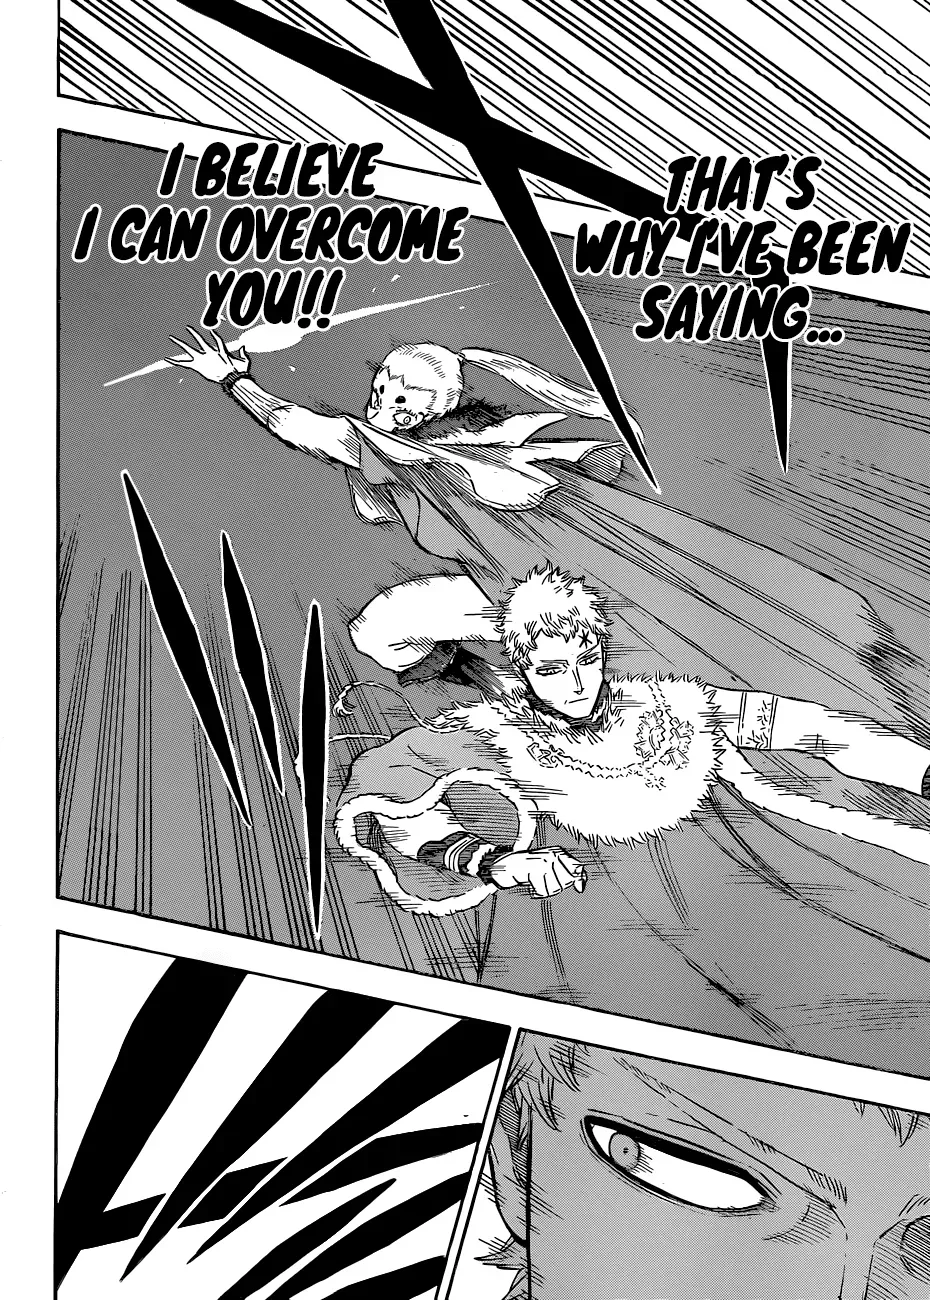 THAT'S
WHY I'VE BEEN
SAYING...
I BELIEVE
I CAN OVERCOME
YOU!!